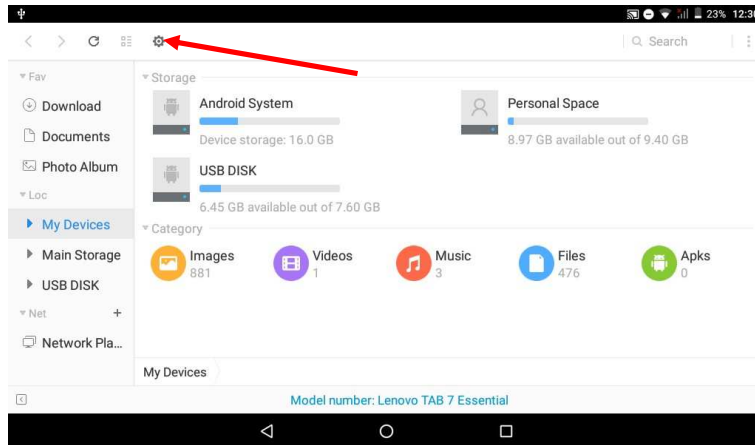 23% 12:30
Search
Fav
Download
Documents
Photo Album
Loc
My Devices
Main Storage
USB DISK
Net +
Network Pla...
Storage
Android System
Device storage: 16.0 GB
Personal Space
8.97 GB available out of 9.40 GB
USB DISK
6.45 GB available out of 7.60 GB
Category
Images
881
Videos
1
Music
3
Files
476
Apks
0
My Devices
Model number: Lenovo TAB 7 Essential